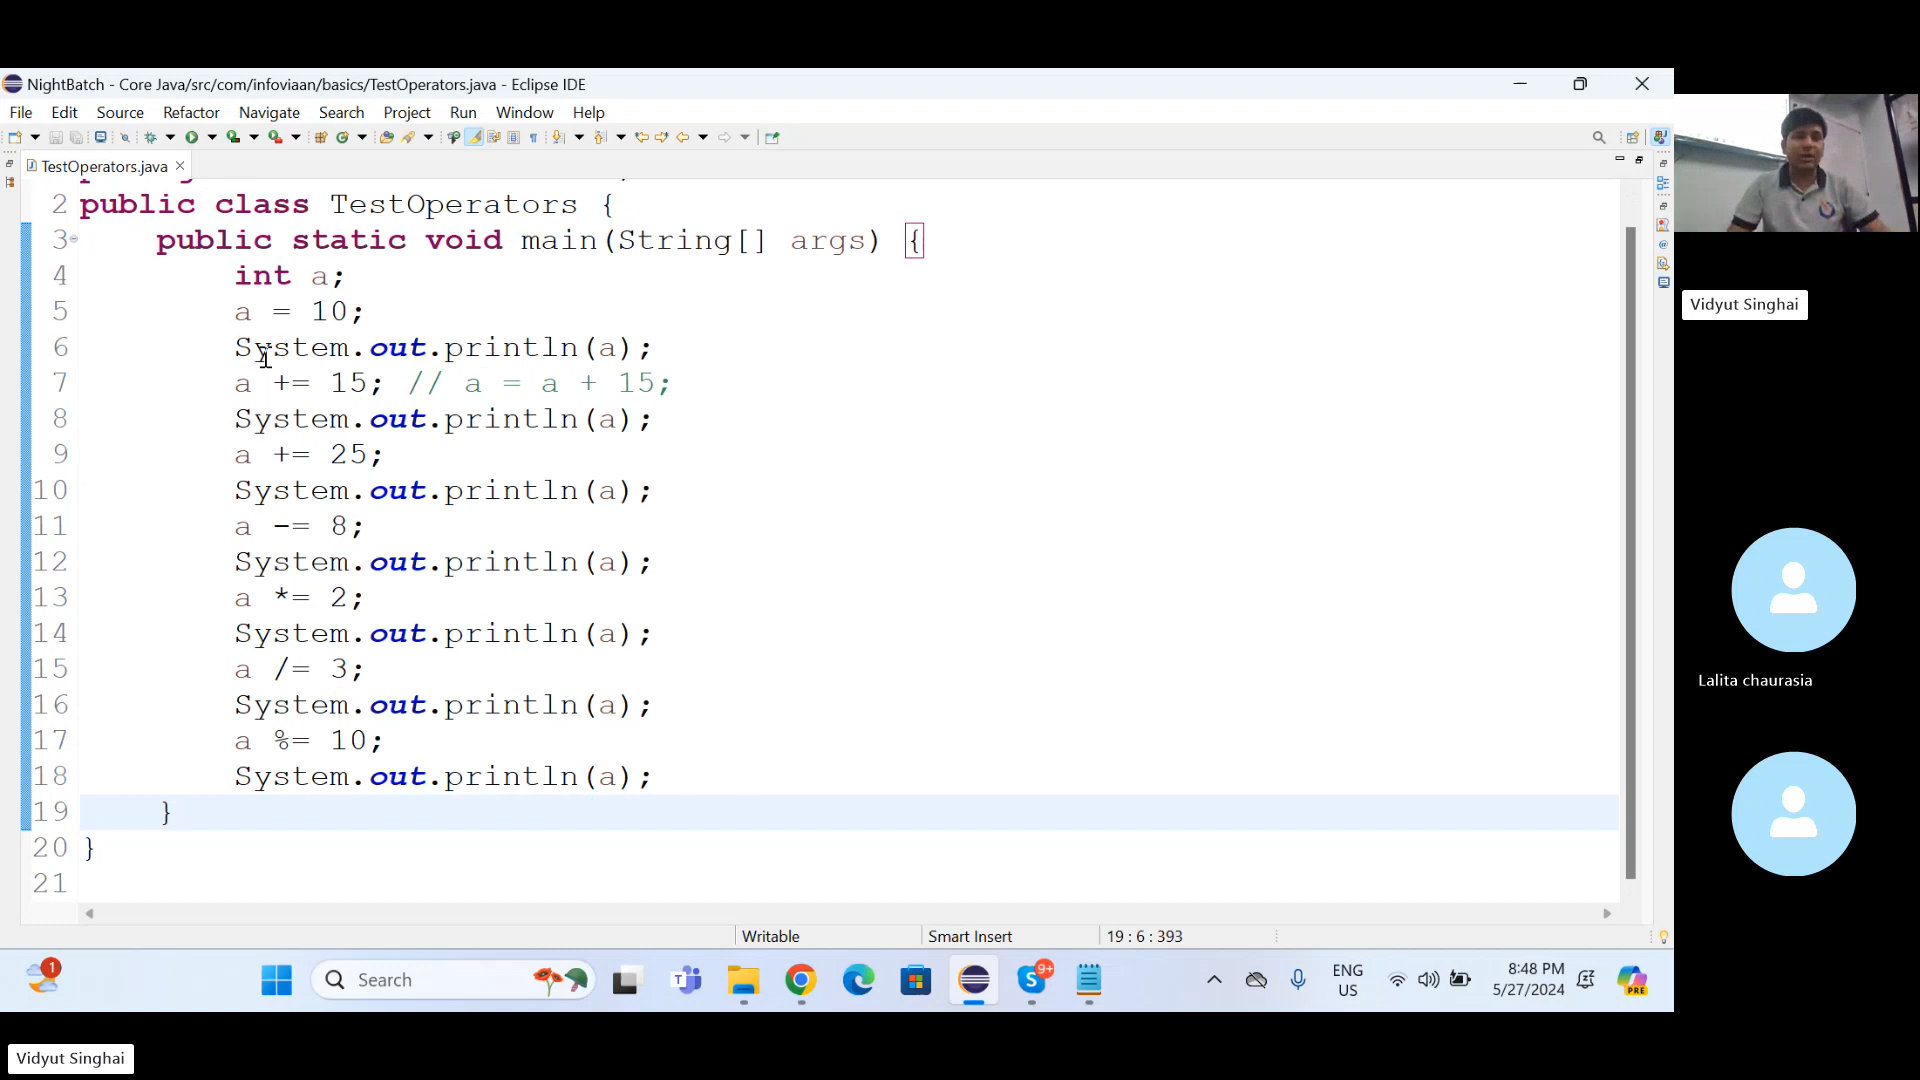 NightBatch - Core Java/src/com/infoviaan/basics/TestOperators.java - Eclipse IDE
File Edit Source Refactor Navigate Search Project Run Window Help
TestOperators.java
2 public class TestOperators {
3 public static void main(String[] args) {
4 int a;
5 a = 10;
6 System.out.println(a);
7 a += 15; // a = a + 15;
8 System.out.println(a);
9 a += 25;
10 System.out.println(a);
11 a -= 8;
12 System.out.println(a);
13 a *= 2;
14 System.out.println(a);
15 a /= 3;
16 System.out.println(a);
17 a %= 10;
18 System.out.println(a);
19 }
20 }
21
Writable Smart Insert 19 : 6 : 393
1 Search 9+ ENG US 8:48 PM 5/27/2024 PRE
Vidyut Singhai
Lalita chaurasia
Vidyut Singhai